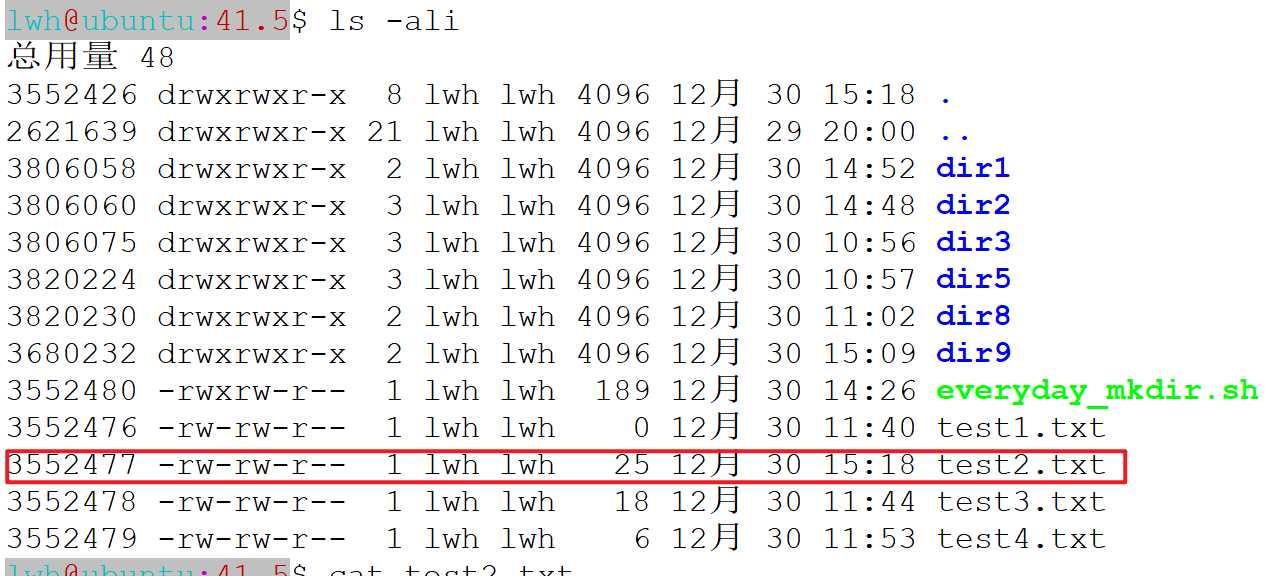 lwh@ubuntu:41.5$ ls -ali
总用量 48
3552426 drwxrwxr-x  8 lwh lwh 4096 12月  30 15:18 .
2621639 drwxrwxr-x 21 lwh lwh 4096 12月  29 20:00 ..
3806058 drwxrwxr-x  2 lwh lwh 4096 12月  30 14:52 dir1
3806060 drwxrwxr-x  3 lwh lwh 4096 12月  30 14:48 dir2
3806075 drwxrwxr-x  3 lwh lwh 4096 12月  30 10:56 dir3
3820224 drwxrwxr-x  3 lwh lwh 4096 12月  30 10:57 dir5
3820230 drwxrwxr-x  2 lwh lwh 4096 12月  30 11:02 dir8
3680232 drwxrwxr-x  2 lwh lwh 4096 12月  30 15:09 dir9
3552480 -rwxrw-r--  1 lwh lwh  189 12月  30 14:26 everyday_mkdir.sh
3552476 -rw-rw-r--  1 lwh lwh    0 12月  30 11:40 test1.txt
3552477 -rw-rw-r--  1 lwh lwh   25 12月  30 15:18 test2.txt
3552478 -rw-rw-r--  1 lwh lwh   18 12月  30 11:44 test3.txt
3552479 -rw-rw-r--  1 lwh lwh    6 12月  30 11:53 test4.txt
lwh@ubuntu:41.5$ cat test2.txt